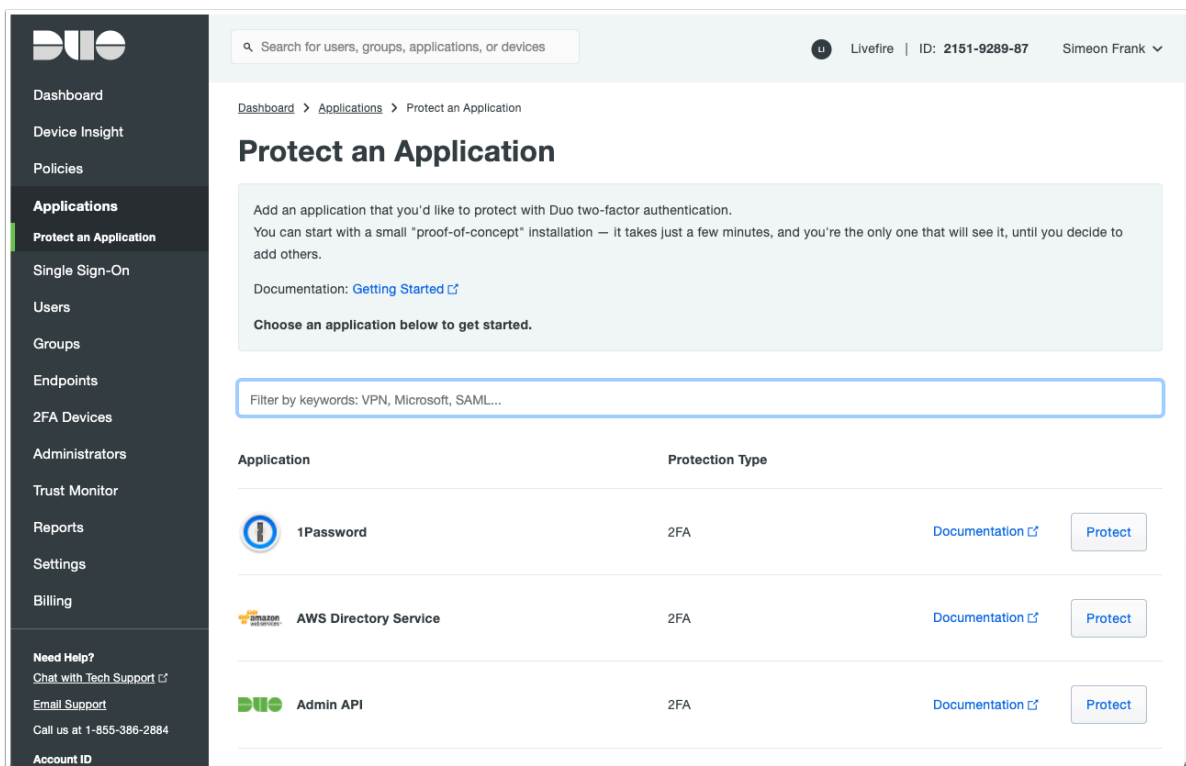 DUO
Search for users, groups, applications, or devices
LI
Livefire | ID: 2151-9289-87
Simeon Frank
Dashboard
Device Insight
Policies
Applications
Protect an Application
Single Sign-On
Users
Groups
Endpoints
2FA Devices
Administrators
Trust Monitor
Reports
Settings
Billing
Need Help?
Chat with Tech Support
Email Support
Call us at 1-855-386-2884
Account ID
Dashboard > Applications > Protect an Application
Protect an Application
Add an application that you'd like to protect with Duo two-factor authentication.
You can start with a small "proof-of-concept" installation — it takes just a few minutes, and you're the only one that will see it, until you decide to
add others.
Documentation: Getting Started
Choose an application below to get started.
Filter by keywords: VPN, Microsoft, SAML...
Application Protection Type
1Password 2FA Documentation Protect
amazon
webservices
AWS Directory Service 2FA Documentation Protect
DUO
Admin API 2FA Documentation Protect